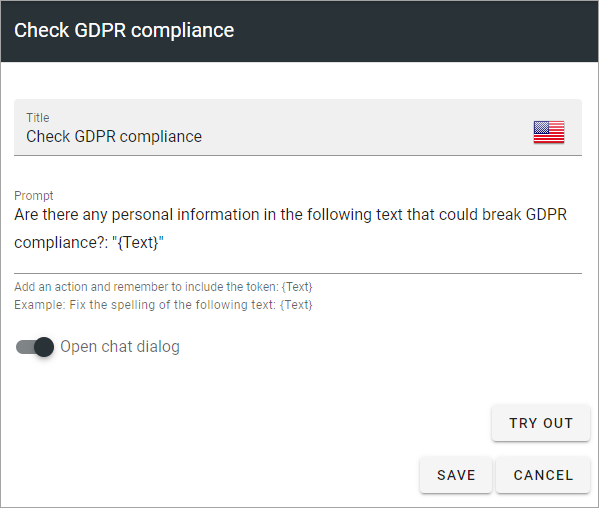 Check GDPR compliance
Title
Check GDPR compliance
Prompt
Are there any personal information in the following text that could break GDPR
compliance?: "{Text}"
Add an action and remember to include the token: {Text}
Example: Fix the spelling of the following text: {Text}
Open chat dialog
TRY OUT
SAVE CANCEL